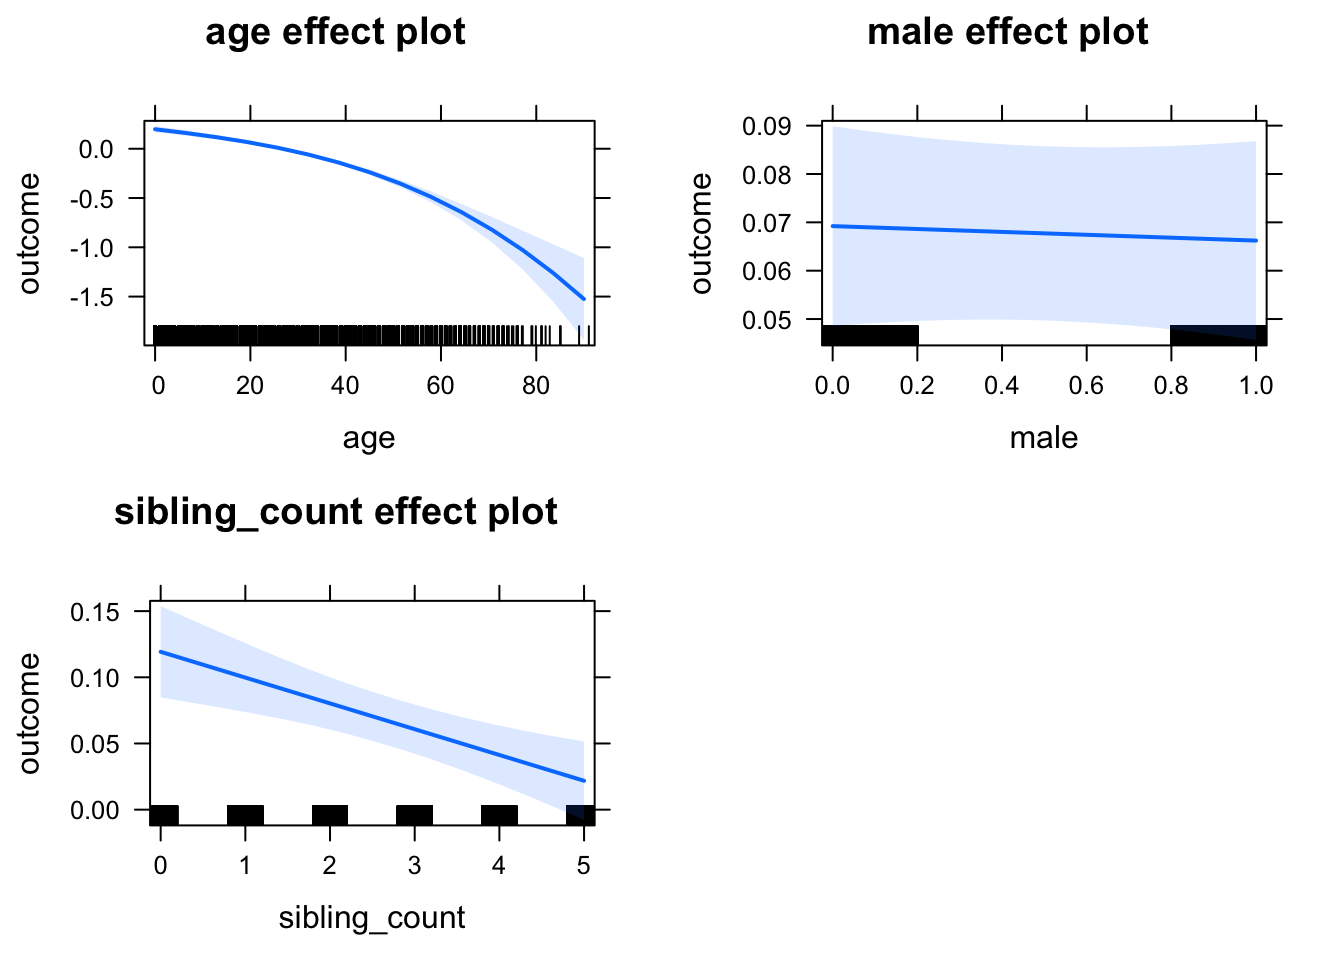 age effect plot
outcome
0.0
-0.5
-1.0
-1.5
0 20 40 60 80
age
male effect plot
outcome
0.09
0.08
0.07
0.06
0.05
0.0 0.2 0.4 0.6 0.8 1.0
male
sibling_count effect plot
outcome
0.15
0.10
0.05
0.00
0 1 2 3 4 5
sibling_count